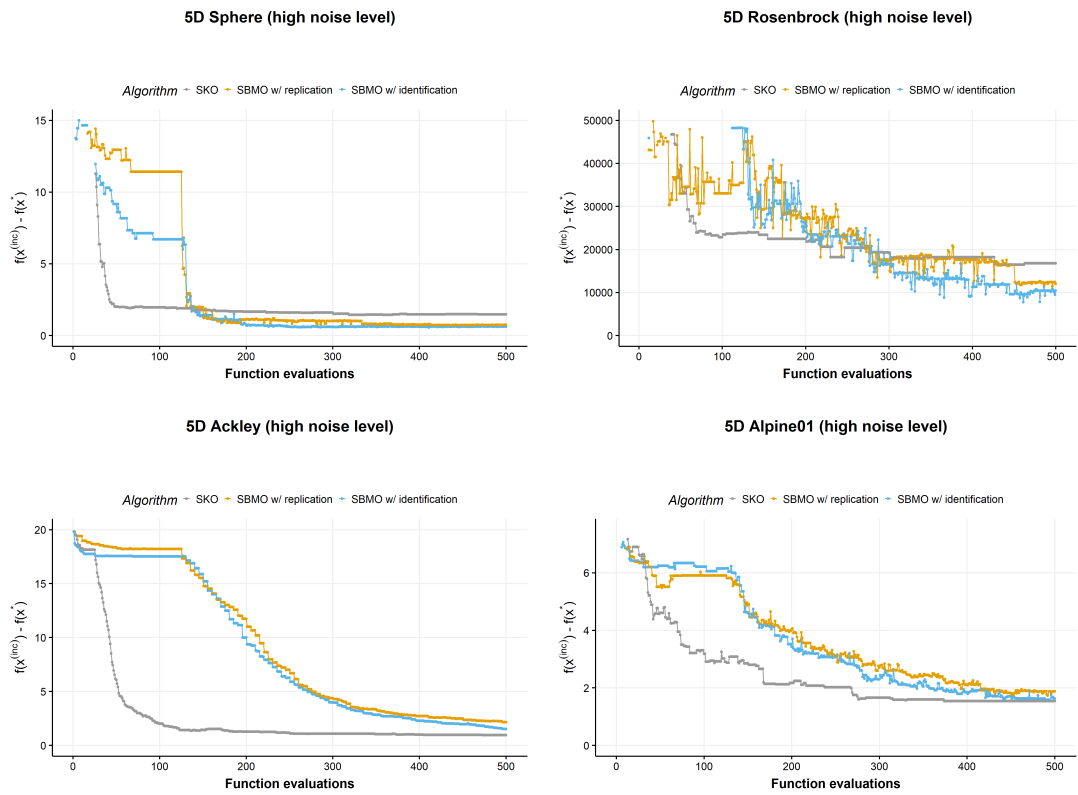 5D Sphere (high noise level)
Algorithm SKO SBMO w/ replication SBMO w/ identification
f(x^(inc)) - f(x^*)
15
10
5
0
0 100 200 300 400 500
Function evaluations
5D Rosenbrock (high noise level)
Algorithm SKO SBMO w/ replication SBMO w/ identification
f(x^(inc)) - f(x^*)
50000
40000
30000
20000
10000
0
0 100 200 300 400 500
Function evaluations
5D Ackley (high noise level)
Algorithm SKO SBMO w/ replication SBMO w/ identification
f(x^(inc)) - f(x^*)
20
15
10
5
0
0 100 200 300 400 500
Function evaluations
5D Alpine01 (high noise level)
Algorithm SKO SBMO w/ replication SBMO w/ identification
f(x^(inc)) - f(x^*)
6
4
2
0
0 100 200 300 400 500
Function evaluations